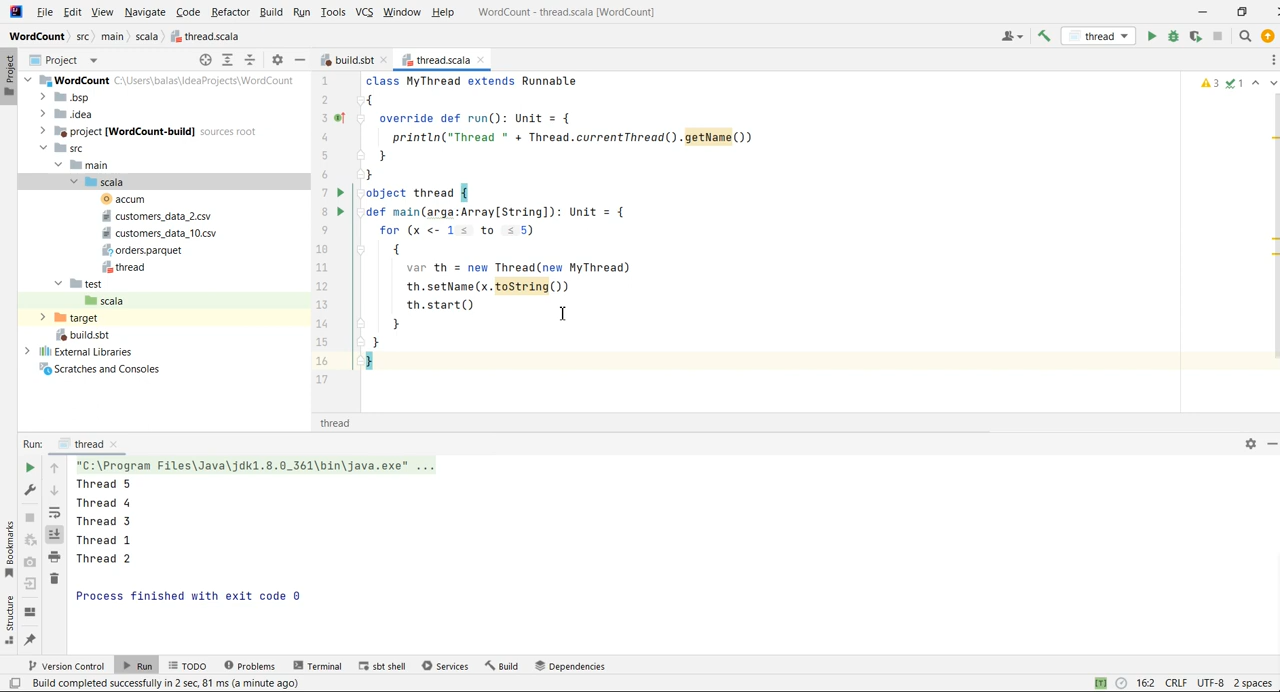 File Edit View Navigate Code Refactor Build Run Tools VCS Window Help WordCount - thread.scala [WordCount]
WordCount src main scala thread.scala thread
Project build.sbt thread.scala
Project
WordCount C:\Users\balas\IdeaProjects\WordCount
.bsp
.idea
project [WordCount-build] sources root
src
main
scala
accum
customers_data_2.csv
customers_data_10.csv
orders.parquet
thread
test
scala
target
build.sbt
External Libraries
Scratches and Consoles
3 1
1 class MyThread extends Runnable
2 {
3 override def run(): Unit = {
4 println("Thread " + Thread.currentThread().getName())
5 }
6 }
7 object thread {
8 def main(arga:Array[String]): Unit = {
9 for (x <- 1 ≤ to ≤ 5)
10 {
11 var th = new Thread(new MyThread)
12 th.setName(x.toString())
13 th.start()
14 }
15 }
16 }
17
thread
Run: thread
"C:\Program Files\Java\jdk1.8.0_361\bin\java.exe" ...
Thread 5
Thread 4
Thread 3
Thread 1
Thread 2
Process finished with exit code 0
Bookmarks
Structure
Version Control Run TODO Problems Terminal sbt shell Services Build Dependencies
Build completed successfully in 2 sec, 81 ms (a minute ago) [T] 16:2 CRLF UTF-8 2 spaces